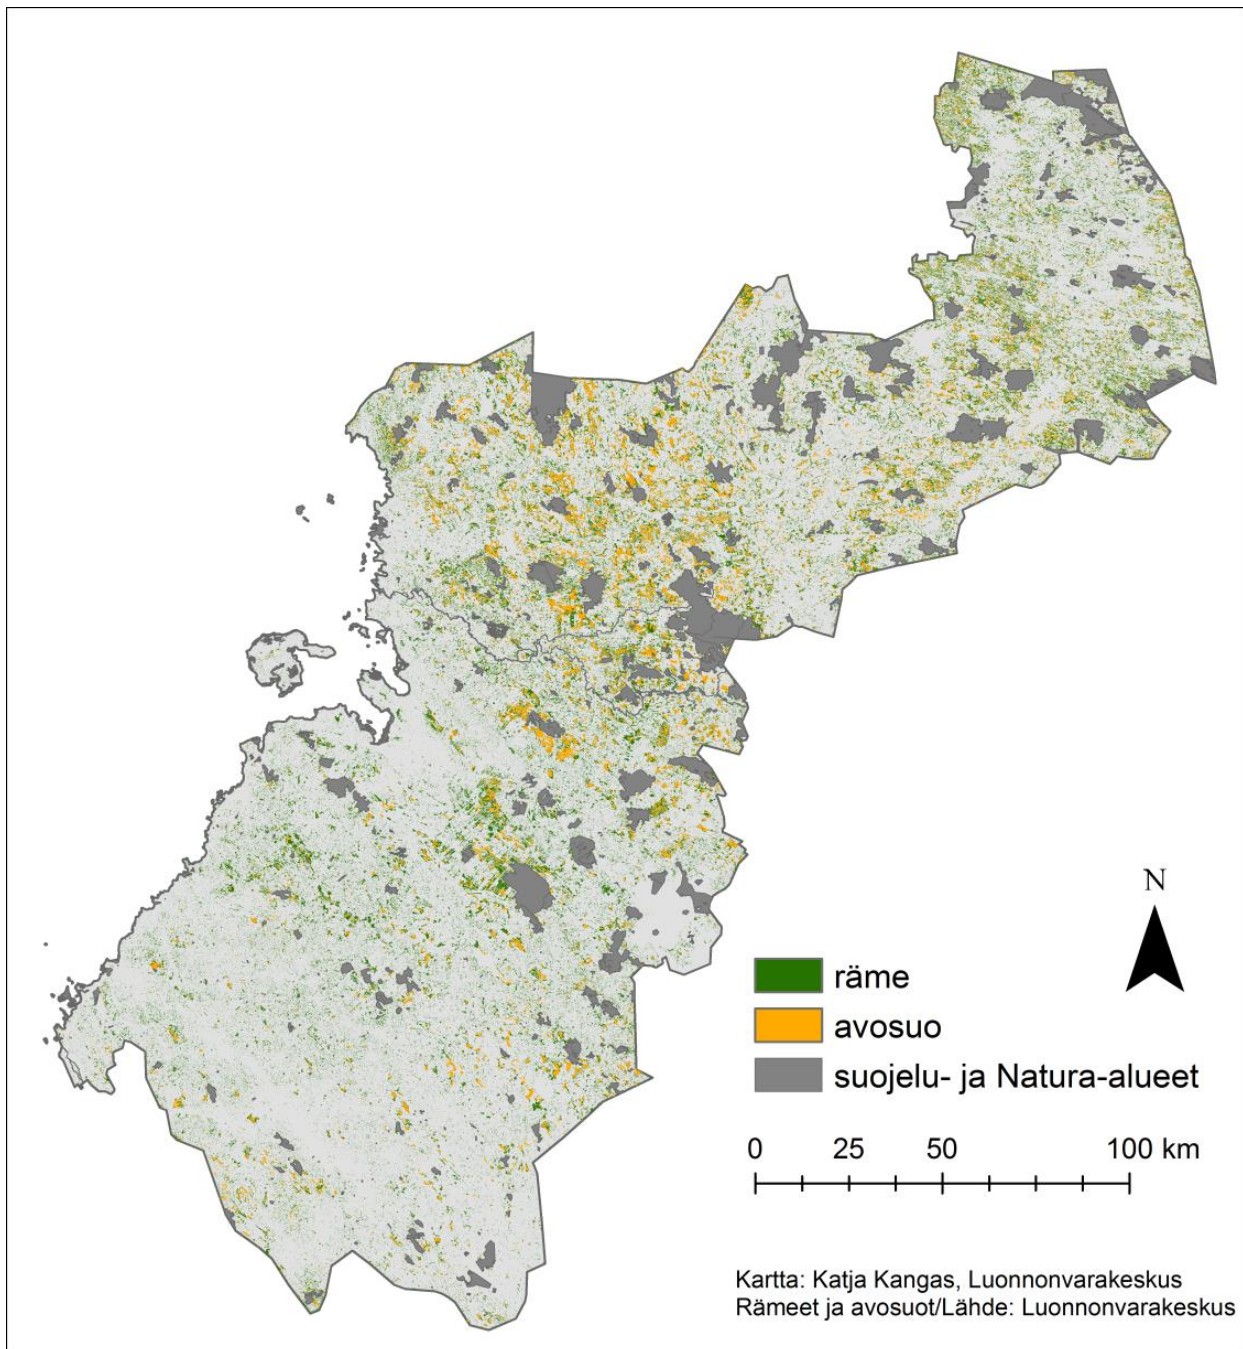 N
räme
avosuo
suojelu- ja Natura-alueet
0 25 50 100 km
Kartta: Katja Kangas, Luonnonvarakeskus
Rämeet ja avosuot/Lähde: Luonnonvarakeskus